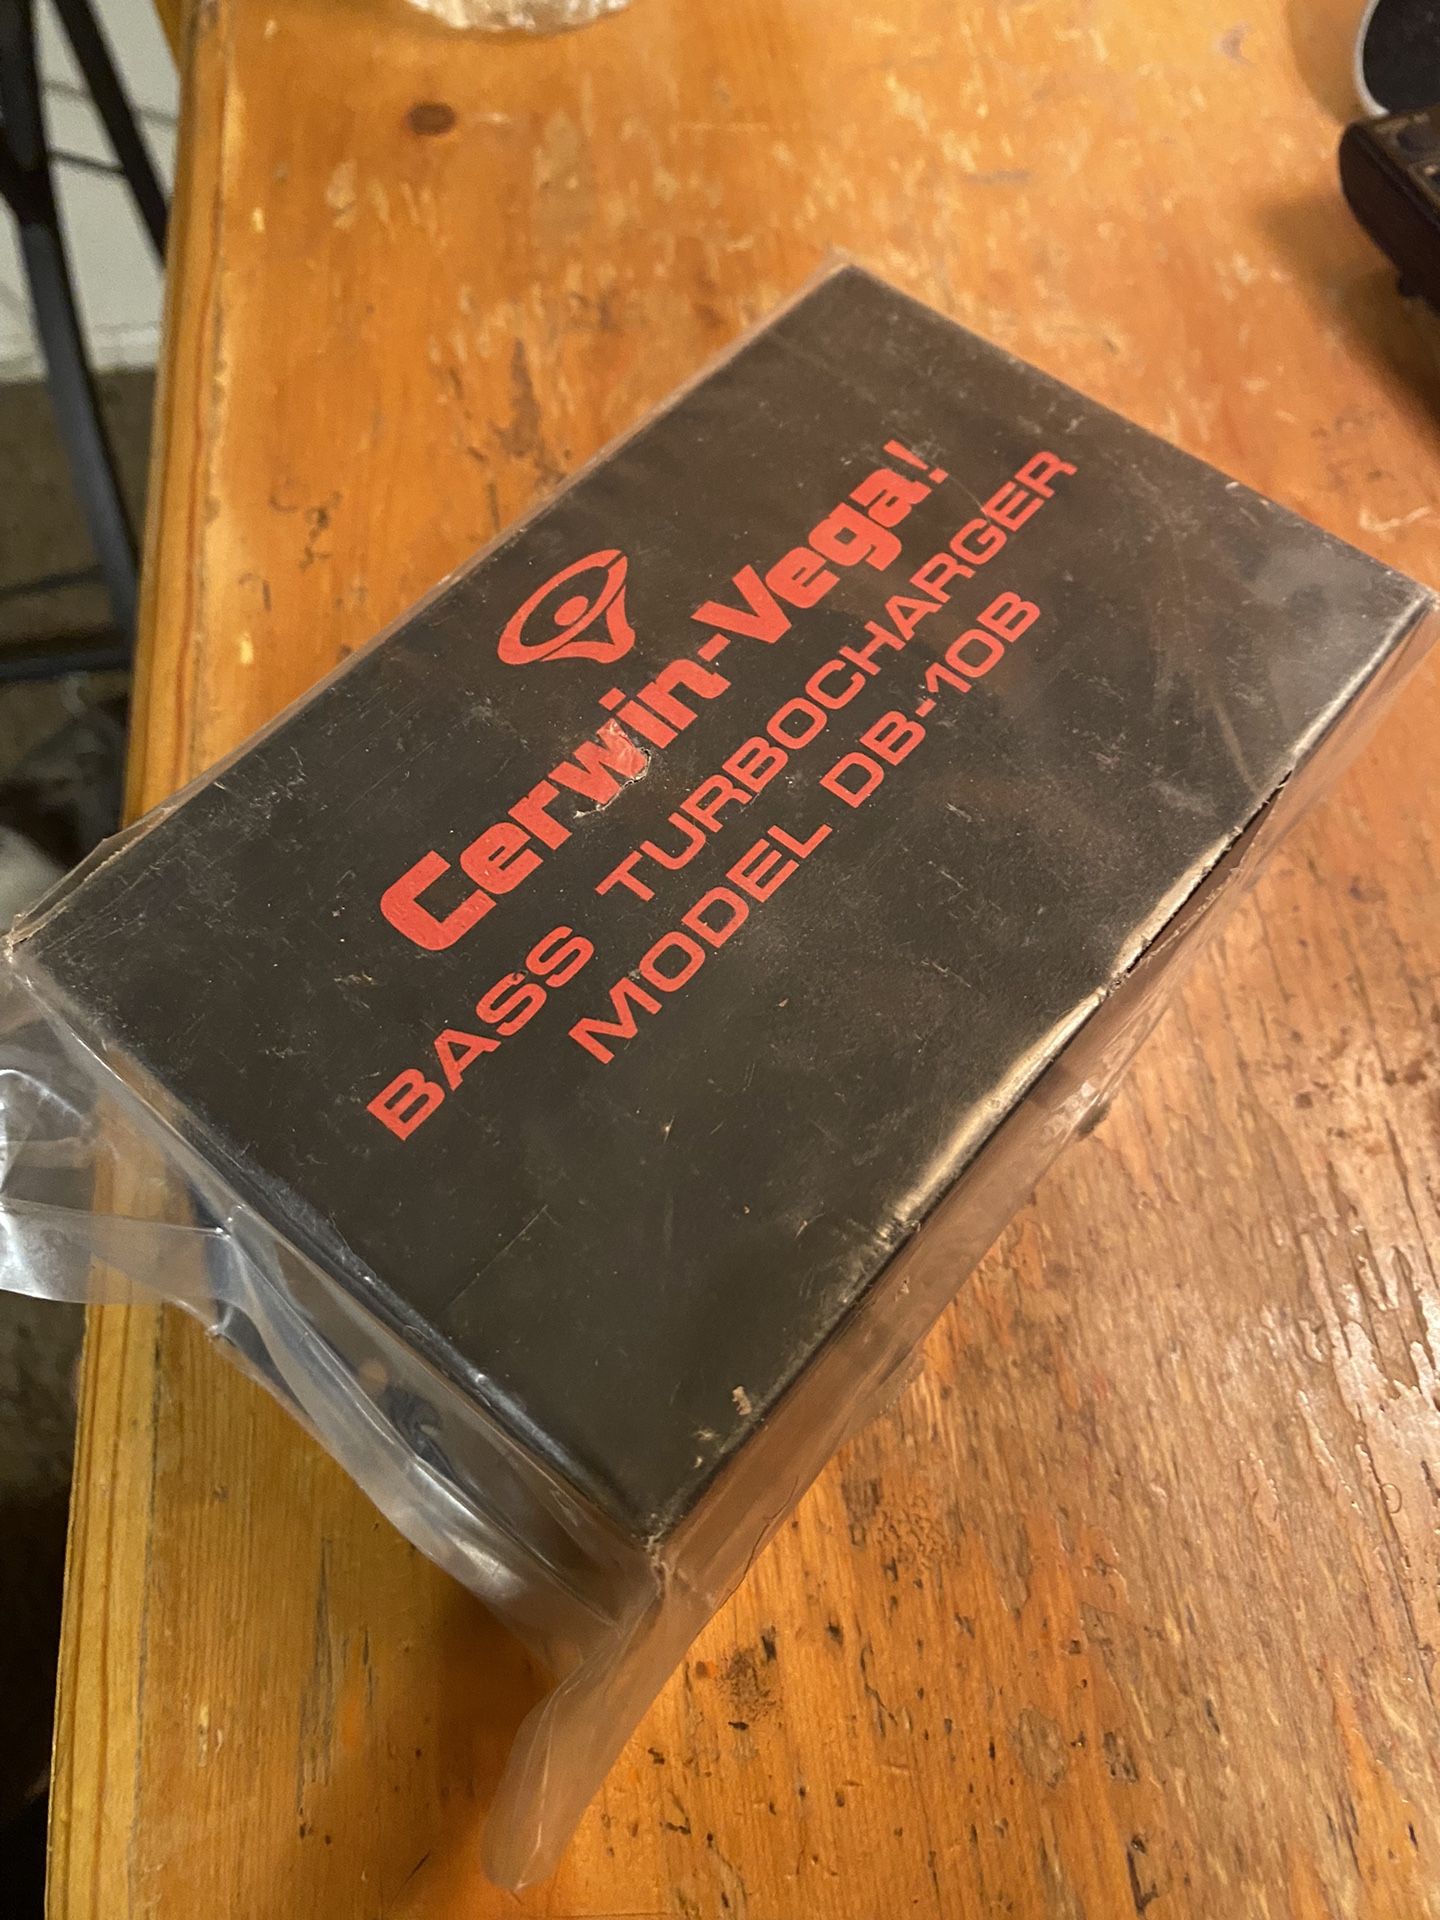 Cerwin-Vega!
BASS TURBOCHARGER
MODEL DB-10B